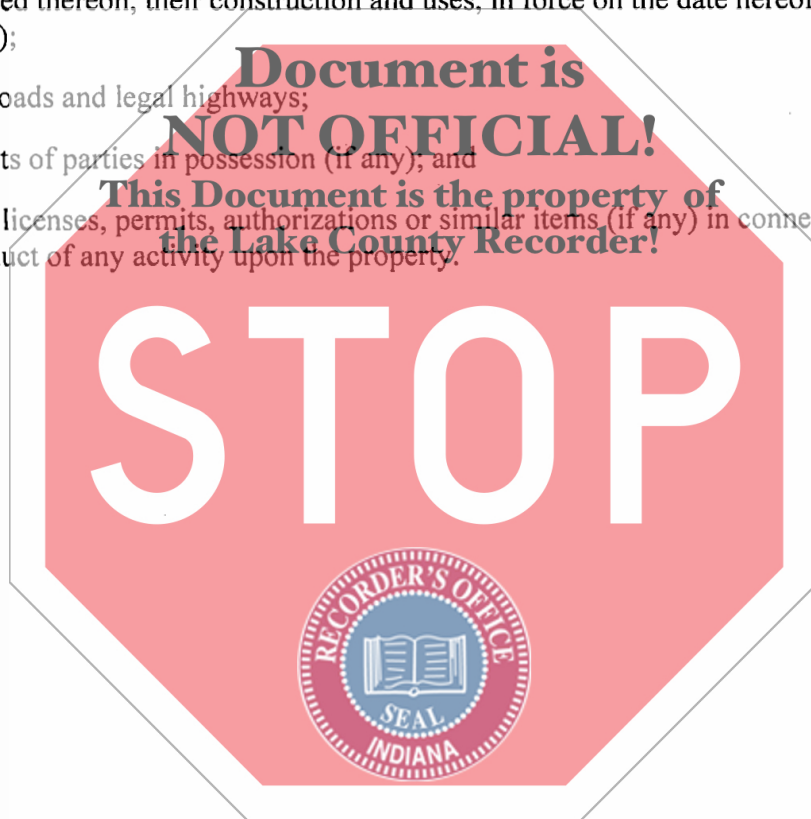 ed thereon, their construction and uses, in force on the date hereof
);
Document is
oads and legal highways;
NOT OFFICIAL!
ts of parties in possession (if any); and
This Document is the property of
licenses, permits, authorizations or similar items (if any) in conne
the Lake County Recorder!
uct of any activity upon the property.
STOP
RECORDER'S OFFICE
SEAL
INDIANA